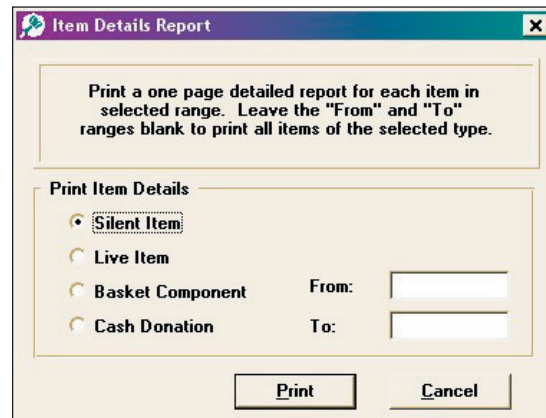 Item Details Report
Print a one page detailed report for each item in
selected range. Leave the "From" and "To"
ranges blank to print all items of the selected type.
Print Item Details
Silent Item
Live Item
Basket Component
From:
Cash Donation
To:
Print
Cancel